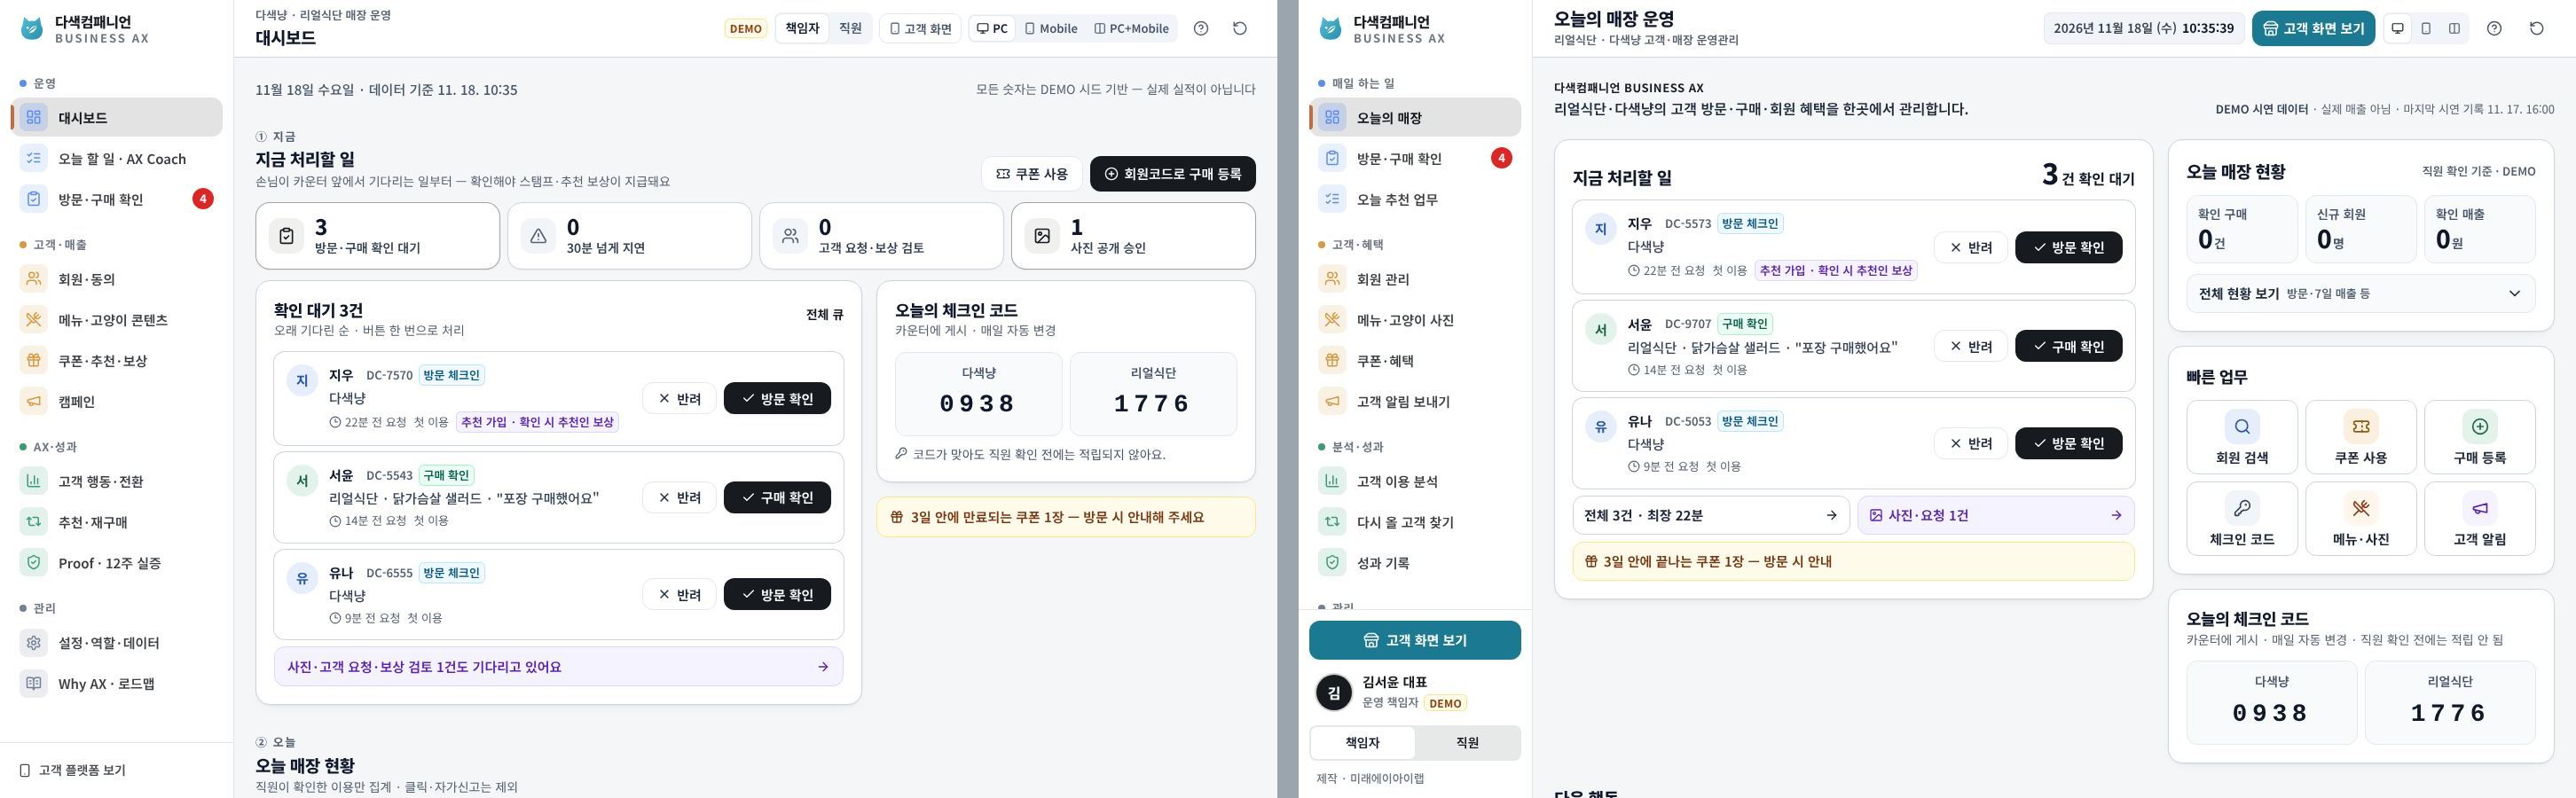 다색컴패니언
BUSINESS AX
운영
대시보드
오늘 할 일 · AX Coach
방문·구매 확인
4
고객·매출
회원·동의
메뉴·고양이 콘텐츠
쿠폰·추천·보상
캠페인
AX·성과
고객 행동·전환
추천·재구매
Proof · 12주 실증
관리
설정·역할·데이터
Why AX · 로드맵
고객 플랫폼 보기
다색냥 · 리얼식단 매장 운영
대시보드
DEMO
책임자
직원
고객 화면
PC
Mobile
PC+Mobile
11월 18일 수요일 · 데이터 기준 11. 18. 10:35
모든 숫자는 DEMO 시드 기반 — 실제 실적이 아닙니다
① 지금
지금 처리할 일
손님이 카운터 앞에서 기다리는 일부터 — 확인해야 스탬프·추천 보상이 지급돼요
쿠폰 사용
회원코드로 구매 등록
3
방문·구매 확인 대기
0
30분 넘게 지연
0
고객 요청·보상 검토
1
사진 공개 승인
확인 대기 3건
오래 기다린 순 · 버튼 한 번으로 처리
전체 큐
지
지우 DC-7570 방문 체크인
다색냥
22분 전 요청 첫 이용 추천 가입 · 확인 시 추천인 보상
반려
방문 확인
서
서윤 DC-5543 구매 확인
리얼식단 · 닭가슴살 샐러드 · "포장 구매했어요"
14분 전 요청 첫 이용
반려
구매 확인
유
유나 DC-6555 방문 체크인
다색냥
9분 전 요청 첫 이용
반려
방문 확인
사진·고객 요청·보상 검토 1건도 기다리고 있어요
오늘의 체크인 코드
카운터에 게시 · 매일 자동 변경
다색냥
0938
리얼식단
1776
코드가 맞아도 직원 확인 전에는 적립되지 않아요.
3일 안에 만료되는 쿠폰 1장 — 방문 시 안내해 주세요
② 오늘
오늘 매장 현황
직원이 확인한 이용만 집계 · 클릭·자가신고는 제외
다색컴패니언
BUSINESS AX
매일 하는 일
오늘의 매장
방문·구매 확인
4
오늘 추천 업무
고객·혜택
회원 관리
메뉴·고양이 사진
쿠폰·혜택
고객 알림 보내기
분석·성과
고객 이용 분석
다시 올 고객 찾기
성과 기록
관리
고객 화면 보기
김
김서윤 대표
운영 책임자 DEMO
책임자
직원
제작 · 미래에이아이랩
오늘의 매장 운영
리얼식단 · 다색냥 고객·매장 운영관리
2026년 11월 18일 (수) 10:35:39
고객 화면 보기
다색컴패니언 BUSINESS AX
리얼식단·다색냥의 고객 방문·구매·회원 혜택을 한곳에서 관리합니다.
DEMO 시연 데이터 · 실제 매출 아님 · 마지막 시연 기록 11. 17. 16:00
지금 처리할 일
3건 확인 대기
지
지우 DC-5573 방문 체크인
다색냥
22분 전 요청 첫 이용 추천 가입 · 확인 시 추천인 보상
반려
방문 확인
서
서윤 DC-9707 구매 확인
리얼식단 · 닭가슴살 샐러드 · "포장 구매했어요"
14분 전 요청 첫 이용
반려
구매 확인
유
유나 DC-5053 방문 체크인
다색냥
9분 전 요청 첫 이용
반려
방문 확인
전체 3건 · 최장 22분
사진·요청 1건
3일 안에 끝나는 쿠폰 1장 — 방문 시 안내
오늘 매장 현황
직원 확인 기준 · DEMO
확인 구매
0건
신규 회원
0명
확인 매출
0원
전체 현황 보기 방문·7일 매출 등
빠른 업무
회원 검색
쿠폰 사용
구매 등록
체크인 코드
메뉴·사진
고객 알림
오늘의 체크인 코드
카운터에 게시 · 매일 자동 변경 · 직원 확인 전에는 적립 안 됨
다색냥
0938
리얼식단
1776
다음 행동